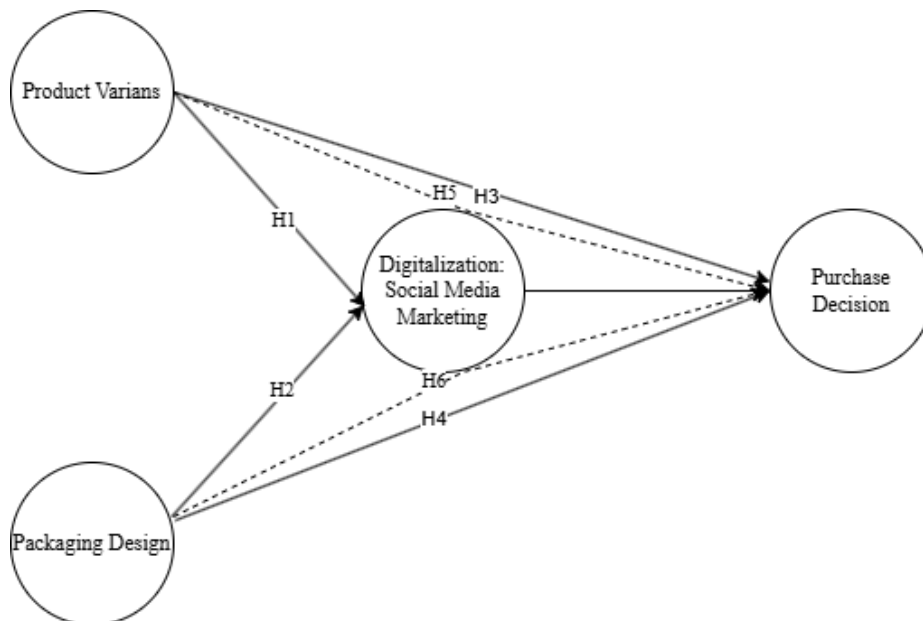 Product Varians
H5
H3
H1
Digitalization:
Social Media
Marketing
Purchase
Decision
H6
H2
H4
Packaging Design